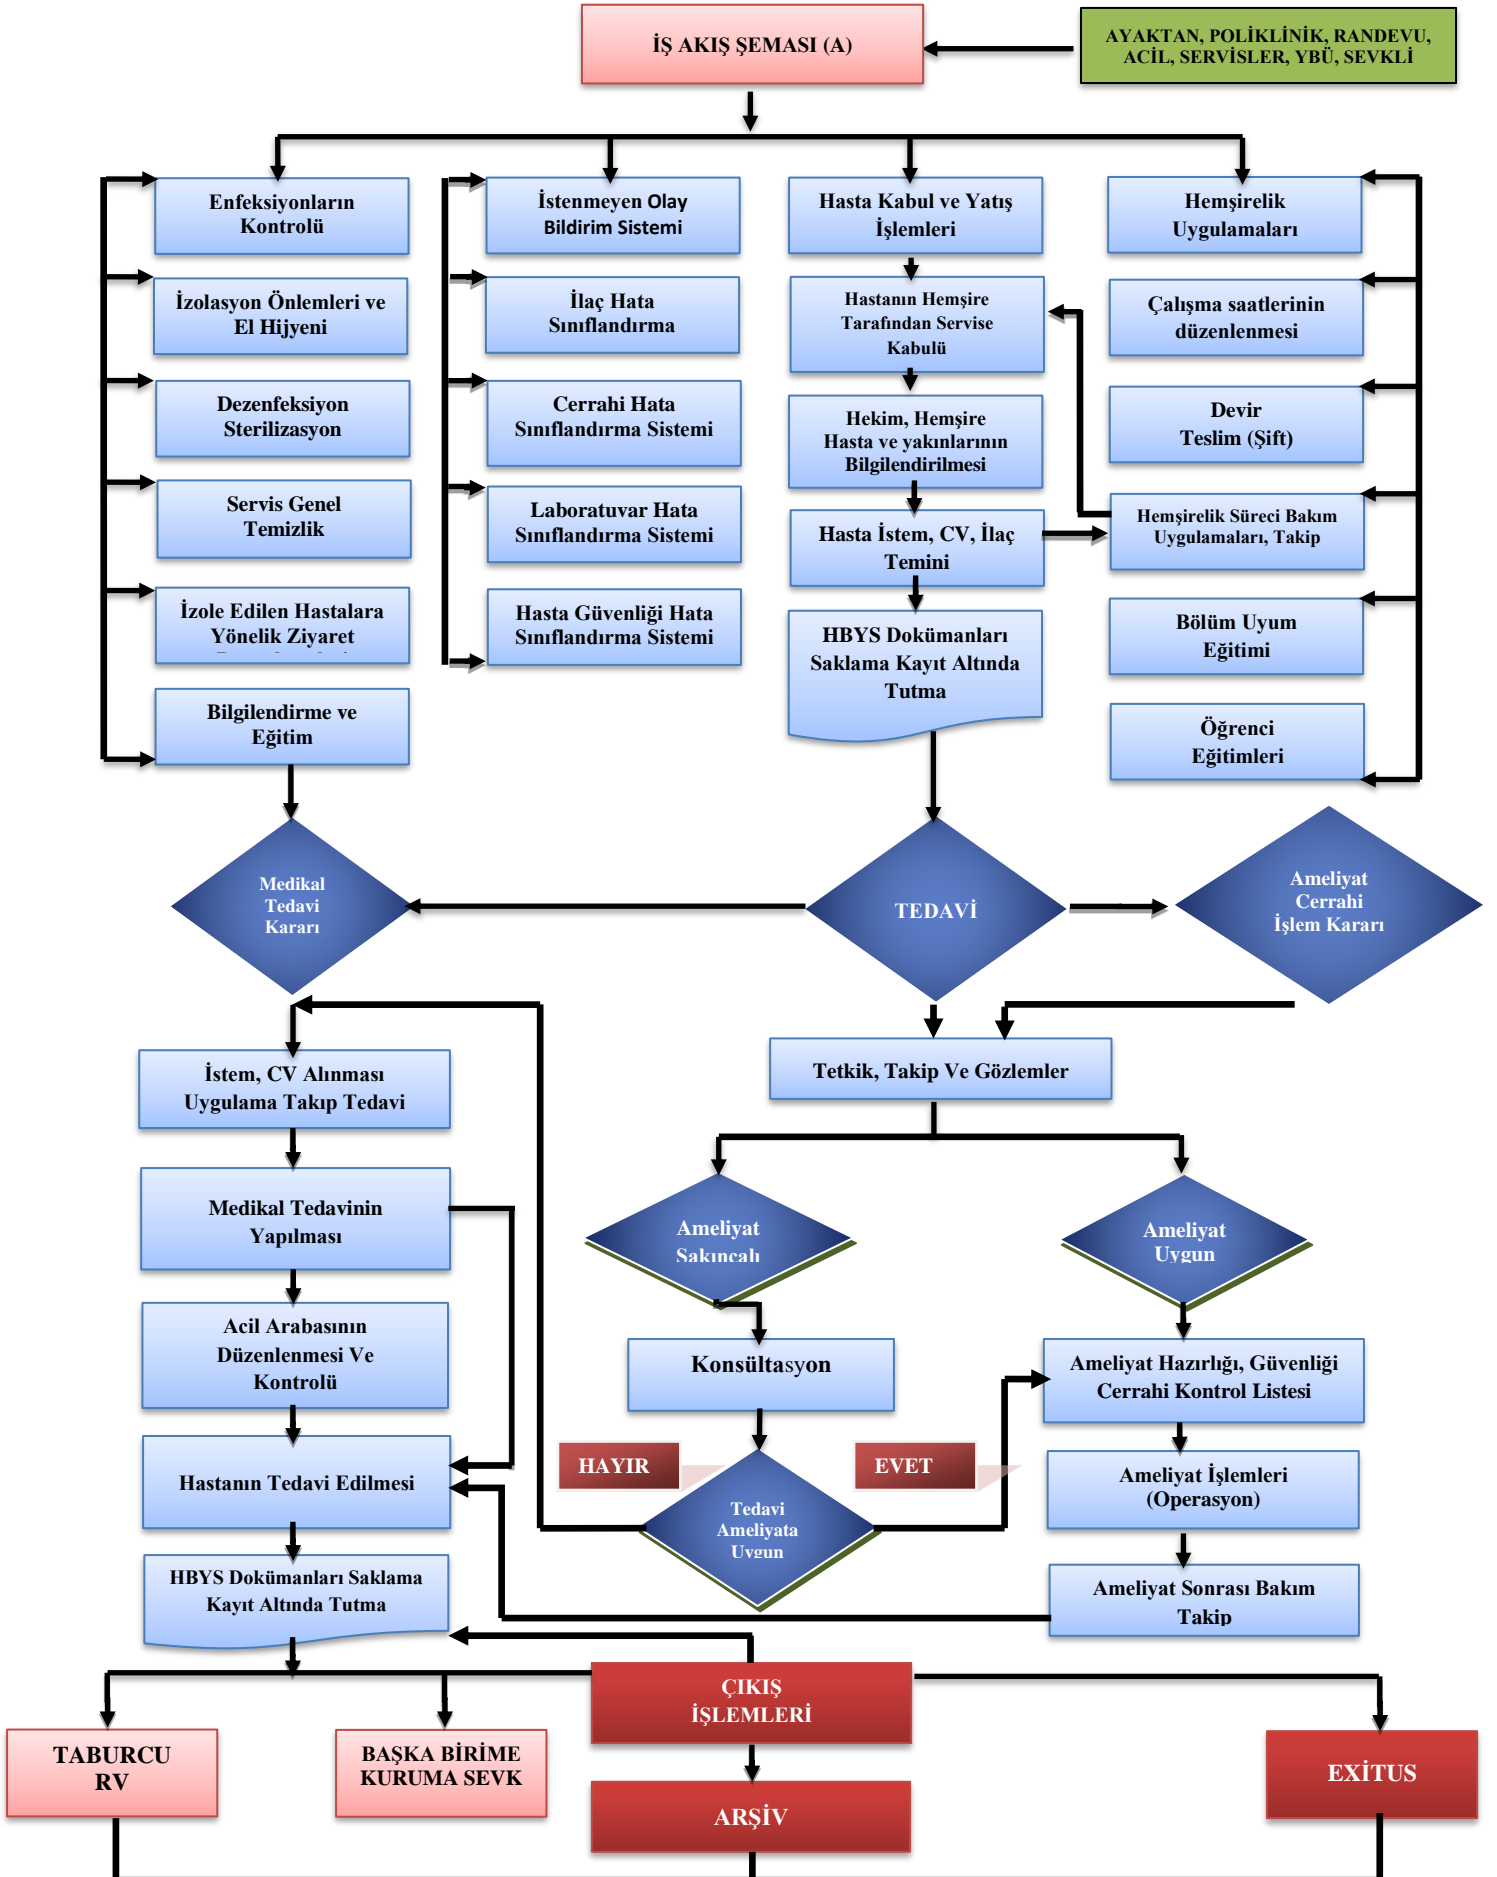 İŞ AKIŞ ŞEMASI (A)
AYAKTAN, POLİKLİNİK, RANDEVU,
ACİL, SERVİSLER, YBÜ, SEVKLİ
Enfeksiyonların
Kontrolü
İzolasyon Önlemleri ve
El Hijyeni
Dezenfeksiyon
Sterilizasyon
Servis Genel
Temizlik
İzole Edilen Hastalara
Yönelik Ziyaret
Bilgilendirme ve
Eğitim
İstenmeyen Olay
Bildirim Sistemi
İlaç Hata
Sınıflandırma
Cerrahi Hata
Sınıflandırma Sistemi
Laboratuvar Hata
Sınıflandırma Sistemi
Hasta Güvenliği Hata
Sınıflandırma Sistemi
Hasta Kabul ve Yatış
İşlemleri
Hastanın Hemşire
Tarafından Servise
Kabulü
Hekim, Hemşire
Hasta ve yakınlarının
Bilgilendirilmesi
Hasta İstem, CV, İlaç
Temini
HBYS Dokümanları
Saklama Kayıt Altında
Tutma
Hemşirelik
Uygulamaları
Çalışma saatlerinin
düzenlenmesi
Devir
Teslim (Şift)
Hemşirelik Süreci Bakım
Uygulamaları, Takip
Bölüm Uyum
Eğitimi
Öğrenci
Eğitimleri
Medikal
Tedavi
Kararı
TEDAVİ
Ameliyat
Cerrahi
İşlem Kararı
İstem, CV Alınması
Uygulama Takıp Tedavi
Medikal Tedavinin
Yapılması
Acil Arabasının
Düzenlenmesi Ve
Kontrolü
Hastanın Tedavi Edilmesi
HBYS Dokümanları Saklama
Kayıt Altında Tutma
Tetkik, Takip Ve Gözlemler
Ameliyat
Sakıncalı
Ameliyat
Uygun
Konsültasyon
HAYIR
EVET
Tedavi
Ameliyata
Uygun
Ameliyat Hazırlığı, Güvenliği
Cerrahi Kontrol Listesi
Ameliyat İşlemleri
(Operasyon)
Ameliyat Sonrası Bakım
Takip
ÇIKIŞ
İŞLEMLERİ
TABURCU
RV
BAŞKA BİRİME
KURUMA SEVK
ARŞİV
EXİTUS